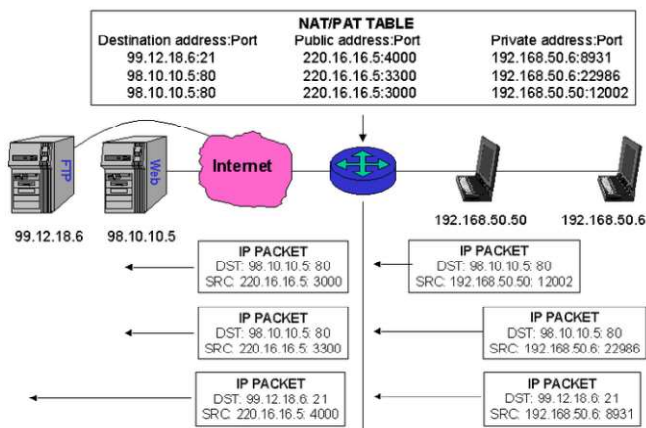 NAT/PAT TABLE
Destination address:Port Public address:Port Private address:Port
99.12.18.6:21 220.16.16.5:4000 192.168.50.6:8931
98.10.10.5:80 220.16.16.5:3300 192.168.50.6:22986
98.10.10.5:80 220.16.16.5:3000 192.168.50.50:12002
FTP
Web
Internet
99.12.18.6 98.10.10.5 192.168.50.50 192.168.50.6
IP PACKET
DST: 98.10.10.5: 80
SRC: 220.16.16.5: 3000
IP PACKET
DST: 98.10.10.5: 80
SRC: 192.168.50.50: 12002
IP PACKET
DST: 98.10.10.5: 80
SRC: 220.16.16.5: 3300
IP PACKET
DST: 98.10.10.5: 80
SRC: 192.168.50.6: 22986
IP PACKET
DST: 99.12.18.6: 21
SRC: 220.16.16.5: 4000
IP PACKET
DST: 99.12.18.6: 21
SRC: 192.168.50.6: 8931